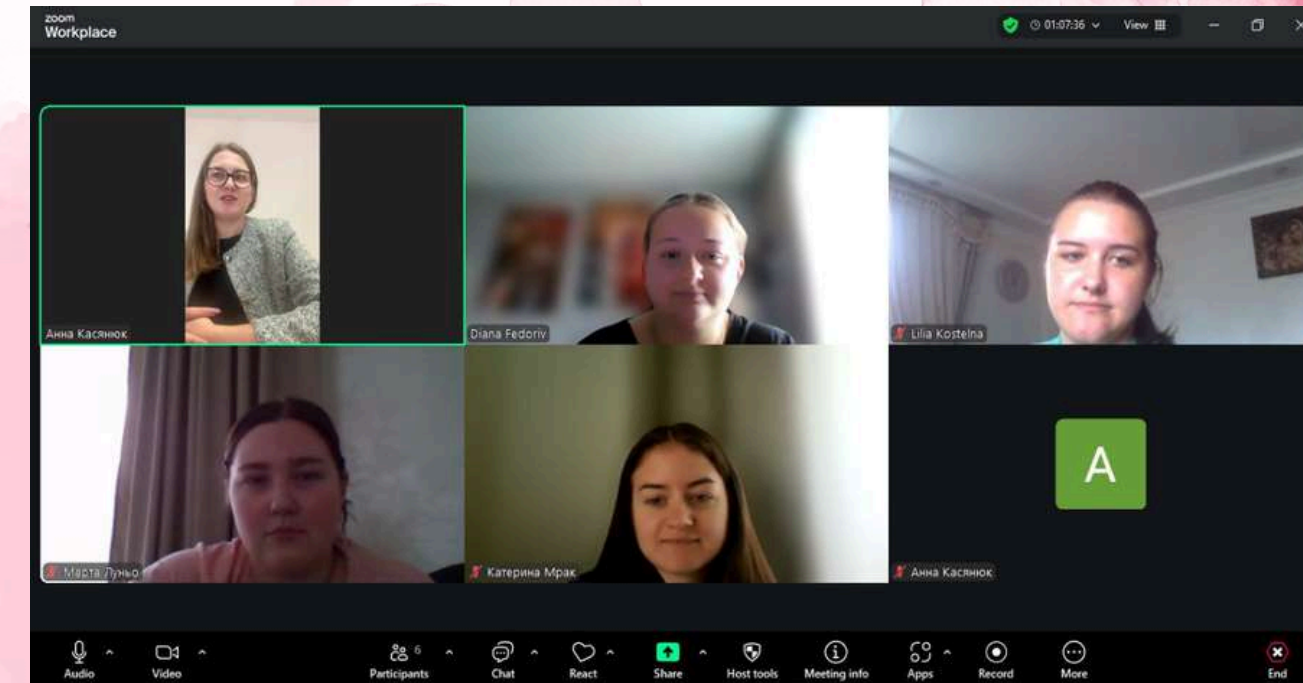 zoom
Workplace
01:07:36 View
Анна Касянюк
Diana Fedoriv
Lilia Kostelna
Марта Луньо
Катерина Мрак
A
Анна Касянюк
Audio Video 6 Participants Chat React Share Host tools Meeting info Apps Record More End